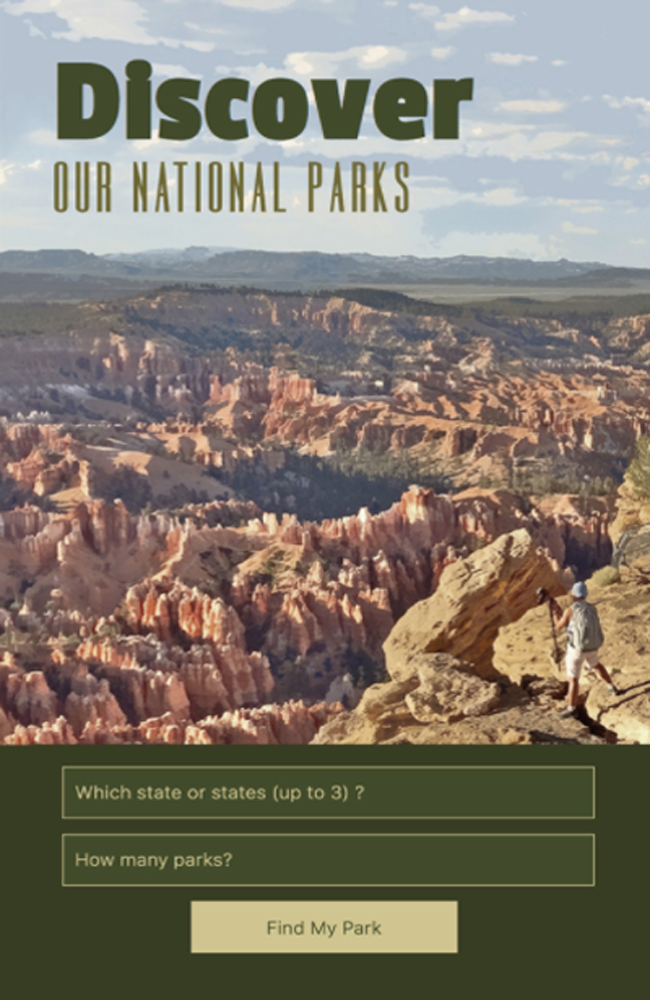 Discover
OUR NATIONAL PARKS
Which state or states (up to 3) ?
How many parks?
Find My Park